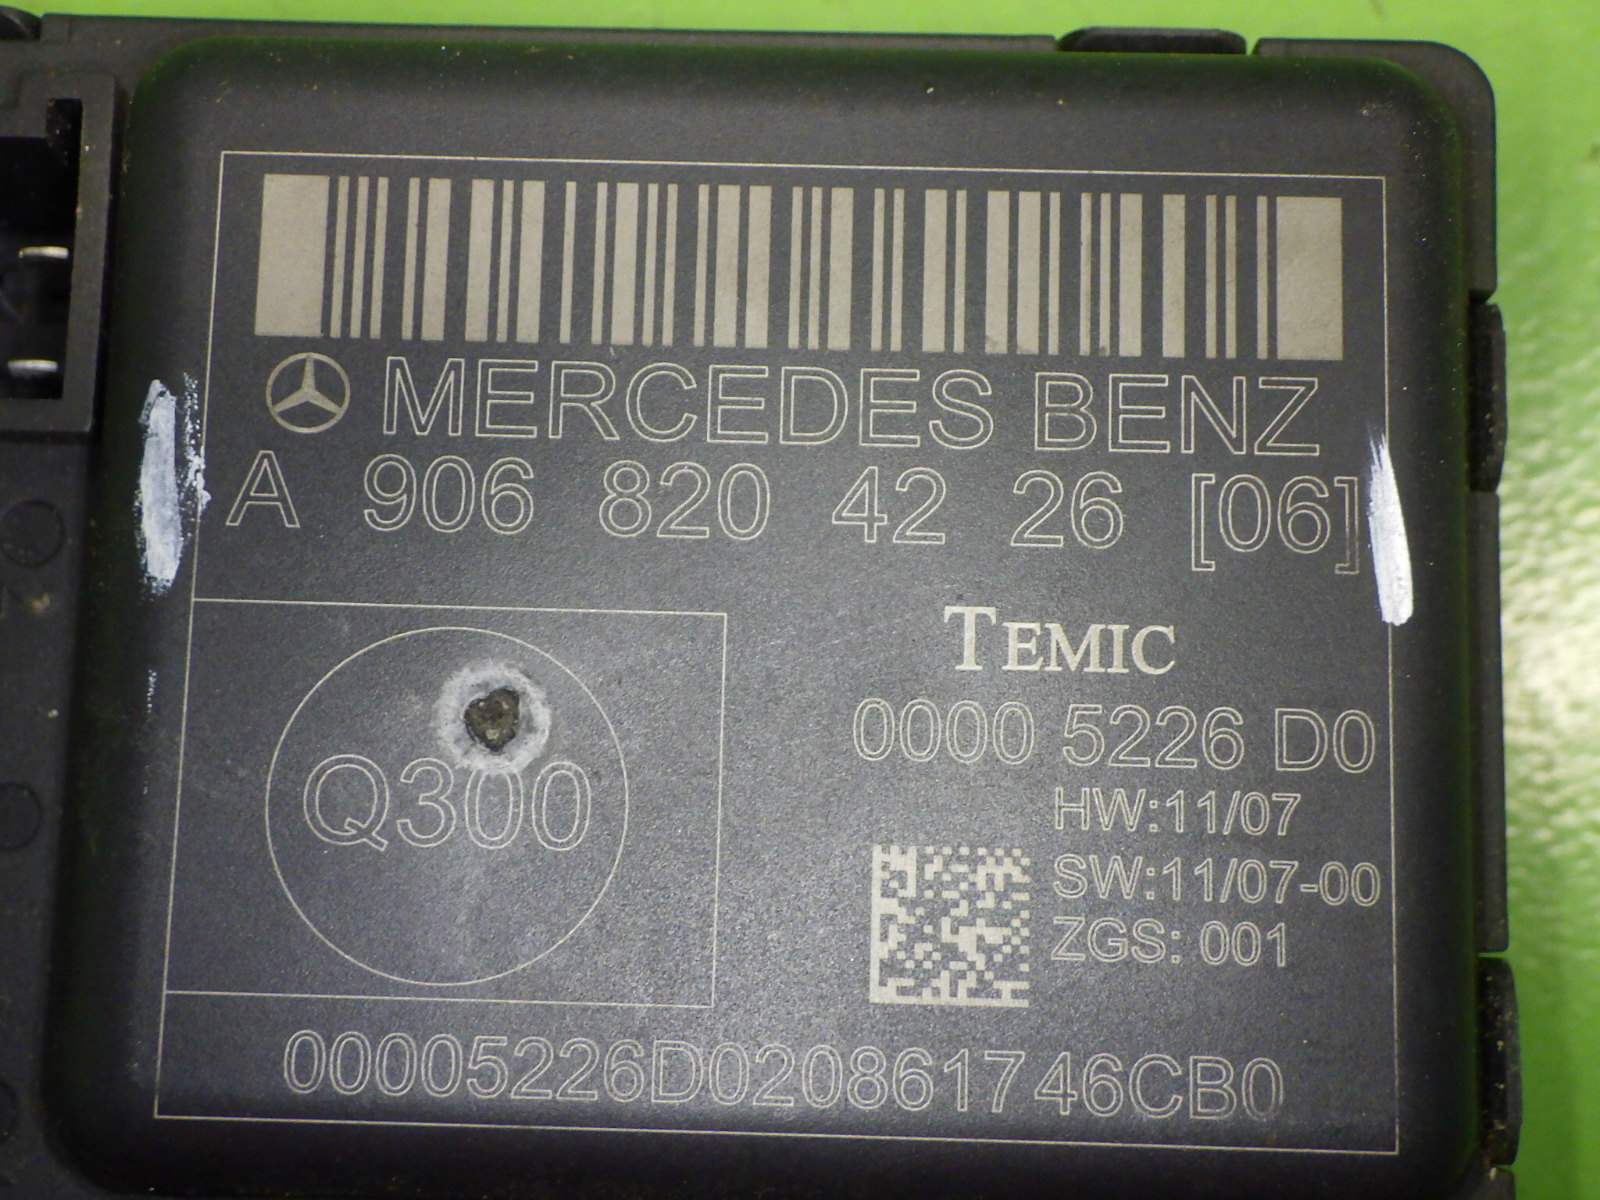 MERCEDES BENZ
A 906 820 42 26 [06]
TEMIC
0000 5226 D0
HW:11/07
SW:11/07-00
ZGS: 001
Q300
00005226D020861746CB0